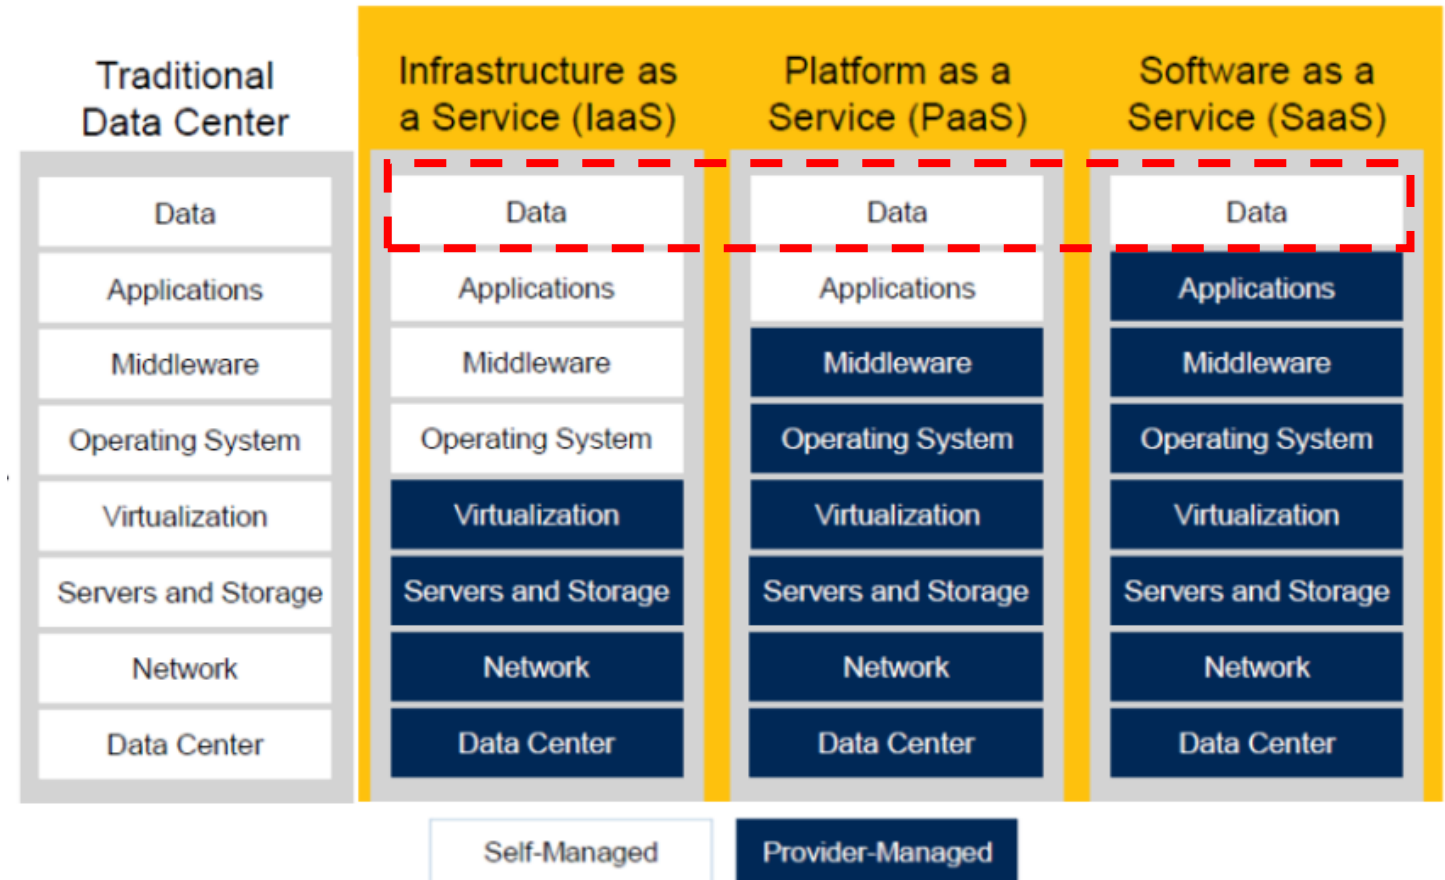 Traditional
Data Center
Data
Applications
Middleware
Operating System
Virtualization
Servers and Storage
Network
Data Center
Infrastructure as
a Service (IaaS)
Data
Applications
Middleware
Operating System
Virtualization
Servers and Storage
Network
Data Center
Platform as a
Service (PaaS)
Data
Applications
Middleware
Operating System
Virtualization
Servers and Storage
Network
Data Center
Software as a
Service (SaaS)
Data
Applications
Middleware
Operating System
Virtualization
Servers and Storage
Network
Data Center
Self-Managed
Provider-Managed